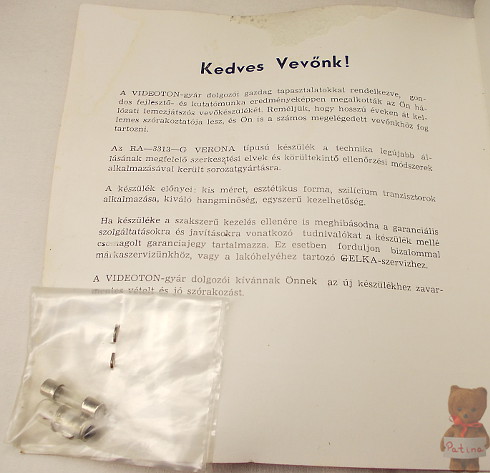 Kedves Vevőnk!
A VIDEOTON-gyár dolgozói gazdag tapasztalatokkal rendelkezve, gon-
dos fejlesztő- és kutatómunka eredményeképpen megalkották az Ön há-
lózati lemezjátszós vevőkészülékét. Reméljük, hogy hosszú éveken át kel-
lemes szórakoztatója lesz, és Ön is a számos megelégedett vevőnkhöz fog
tartozni.
Az RA—3313—G VERONA típusú készülék a technika legújabb ál-
lásának megfelelő szerkesztési elvek és körültekintő ellenőrzési módszerek
alkalmazásával került sorozatgyártásra.
A készülék előnyei: kis méret, esztétikus forma, szilícium tranzisztorok
alkalmazása, kiváló hangminőség, egyszerű kezelhetőség.
Ha készüléke a szakszerű kezelés ellenére is meghibásodna a garanciális
szolgáltatásokra és javításokra vonatkozó tudnivalókat a készülék mellé
csomagolt garanciajegy tartalmazza. Ez esetben forduljon bizalommal
márkaszervizünkhöz, vagy a lakóhelyéhez tartozó GELKA-szervizhez.
A VIDEOTON-gyár dolgozói kívánnak Önnek az új készülékhez zavar-
mentes vételt és jó szórakozást.
Patina